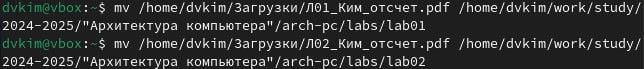 dvkim@vbox:~$ mv /home/dvkim/Загрузки/Л01_Ким_отсчет.pdf /home/dvkim/work/study/
2024-2025/"Архитектура компьютера"/arch-pc/labs/lab01
dvkim@vbox:~$ mv /home/dvkim/Загрузки/Л02_Ким_отсчет.pdf /home/dvkim/work/study/
2024-2025/"Архитектура компьютера"/arch-pc/labs/lab02